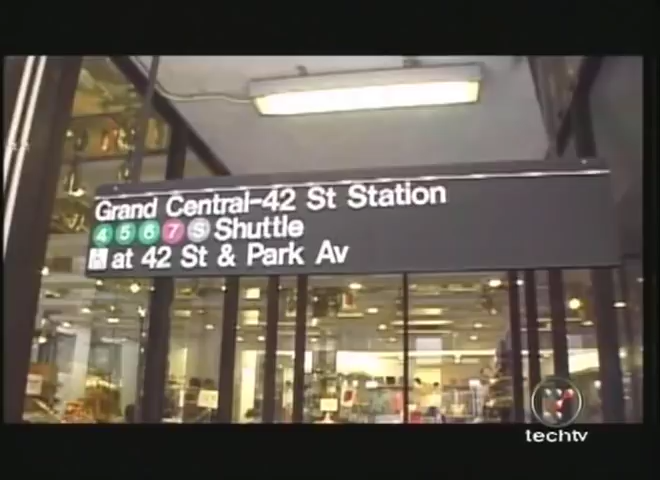 Grand Central-42 St Station
4 5 6 7 S Shuttle
at 42 St & Park Av
techtv